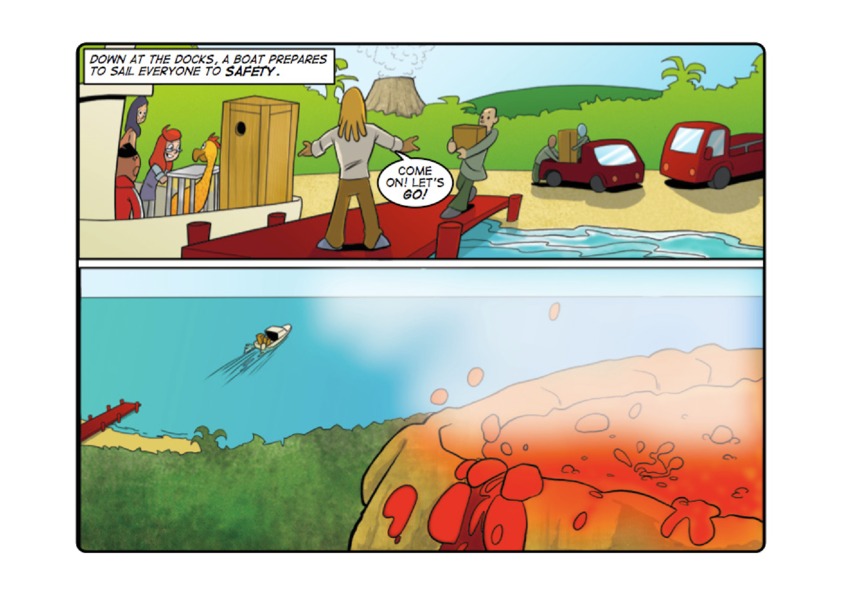 DOWN AT THE DOCKS, A BOAT PREPARES
TO SAIL EVERYONE TO SAFETY.
COME
ON! LET'S
GO!